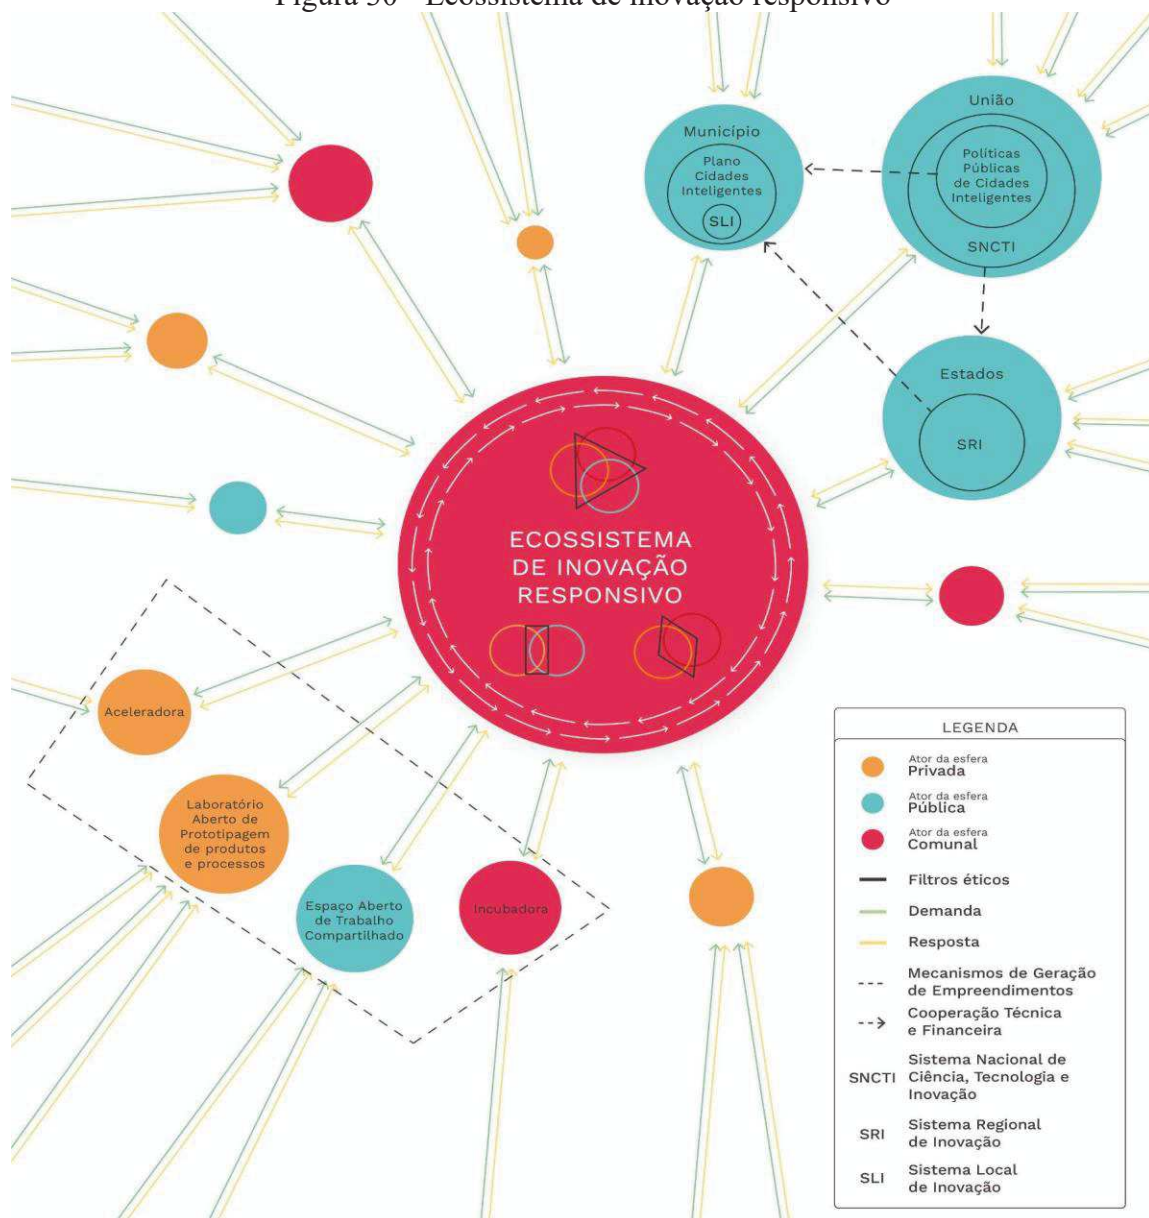 Figura 30 - Ecossistema de inovação responsivo
União
Município
Políticas
Públicas
de Cidades
Inteligentes
Plano
Cidades
Inteligentes
SLI
SNCTI
Estados
SRI
ECOSSISTEMA
DE INOVAÇÃO
RESPONSIVO
Aceleradora
Laboratório
Aberto de
Prototipagem
de produtos
e processos
Espaço Aberto
de Trabalho
Compartilhado
Incubadora
LEGENDA
Ator da esfera
Privada
Ator da esfera
Pública
Ator da esfera
Comunal
Filtros éticos
Demanda
Resposta
Mecanismos de Geração
de Empreendimentos
Cooperação Técnica
e Financeira
SNCTI
Sistema Nacional de
Ciência, Tecnologia e
Inovação
SRI
Sistema Regional
de Inovação
SLI
Sistema Local
de Inovação